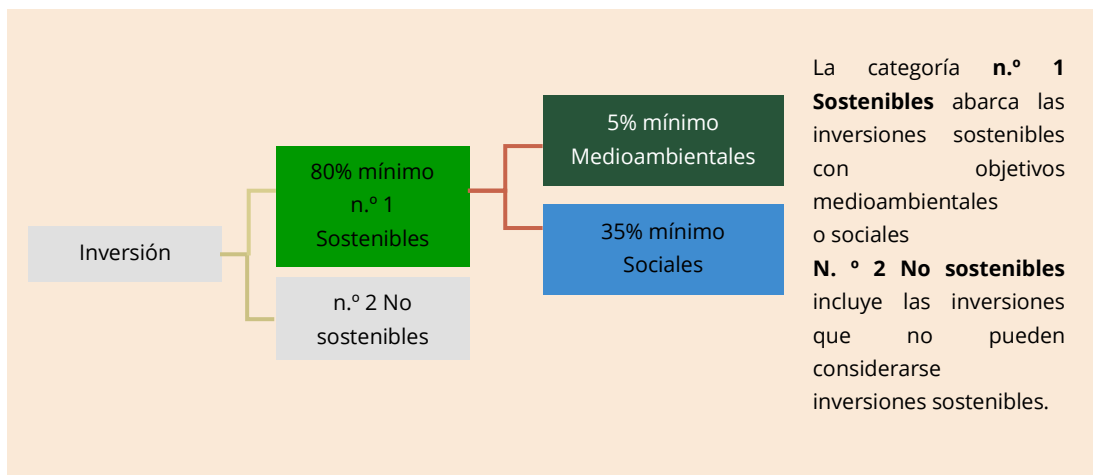 Inversión
80% mínimo
n.º 1
Sostenibles
n.º 2 No
sostenibles
5% mínimo
Medioambientales
35% mínimo
Sociales
La categoría n.º 1
Sostenibles abarca las
inversiones sostenibles
con objetivos
medioambientales
o sociales
N. º 2 No sostenibles
incluye las inversiones
que no pueden
considerarse
inversiones sostenibles.